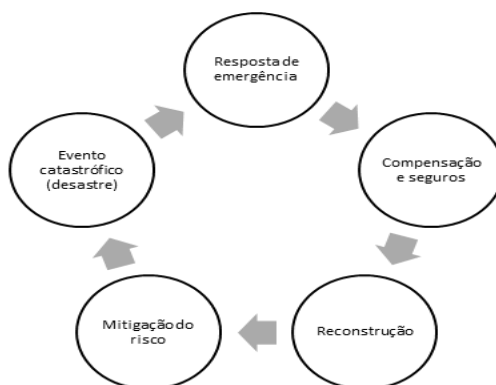 Resposta de
emergência
Evento
catastrófico
(desastre)
Compensação
e seguros
Mitigação do
risco
Reconstrução